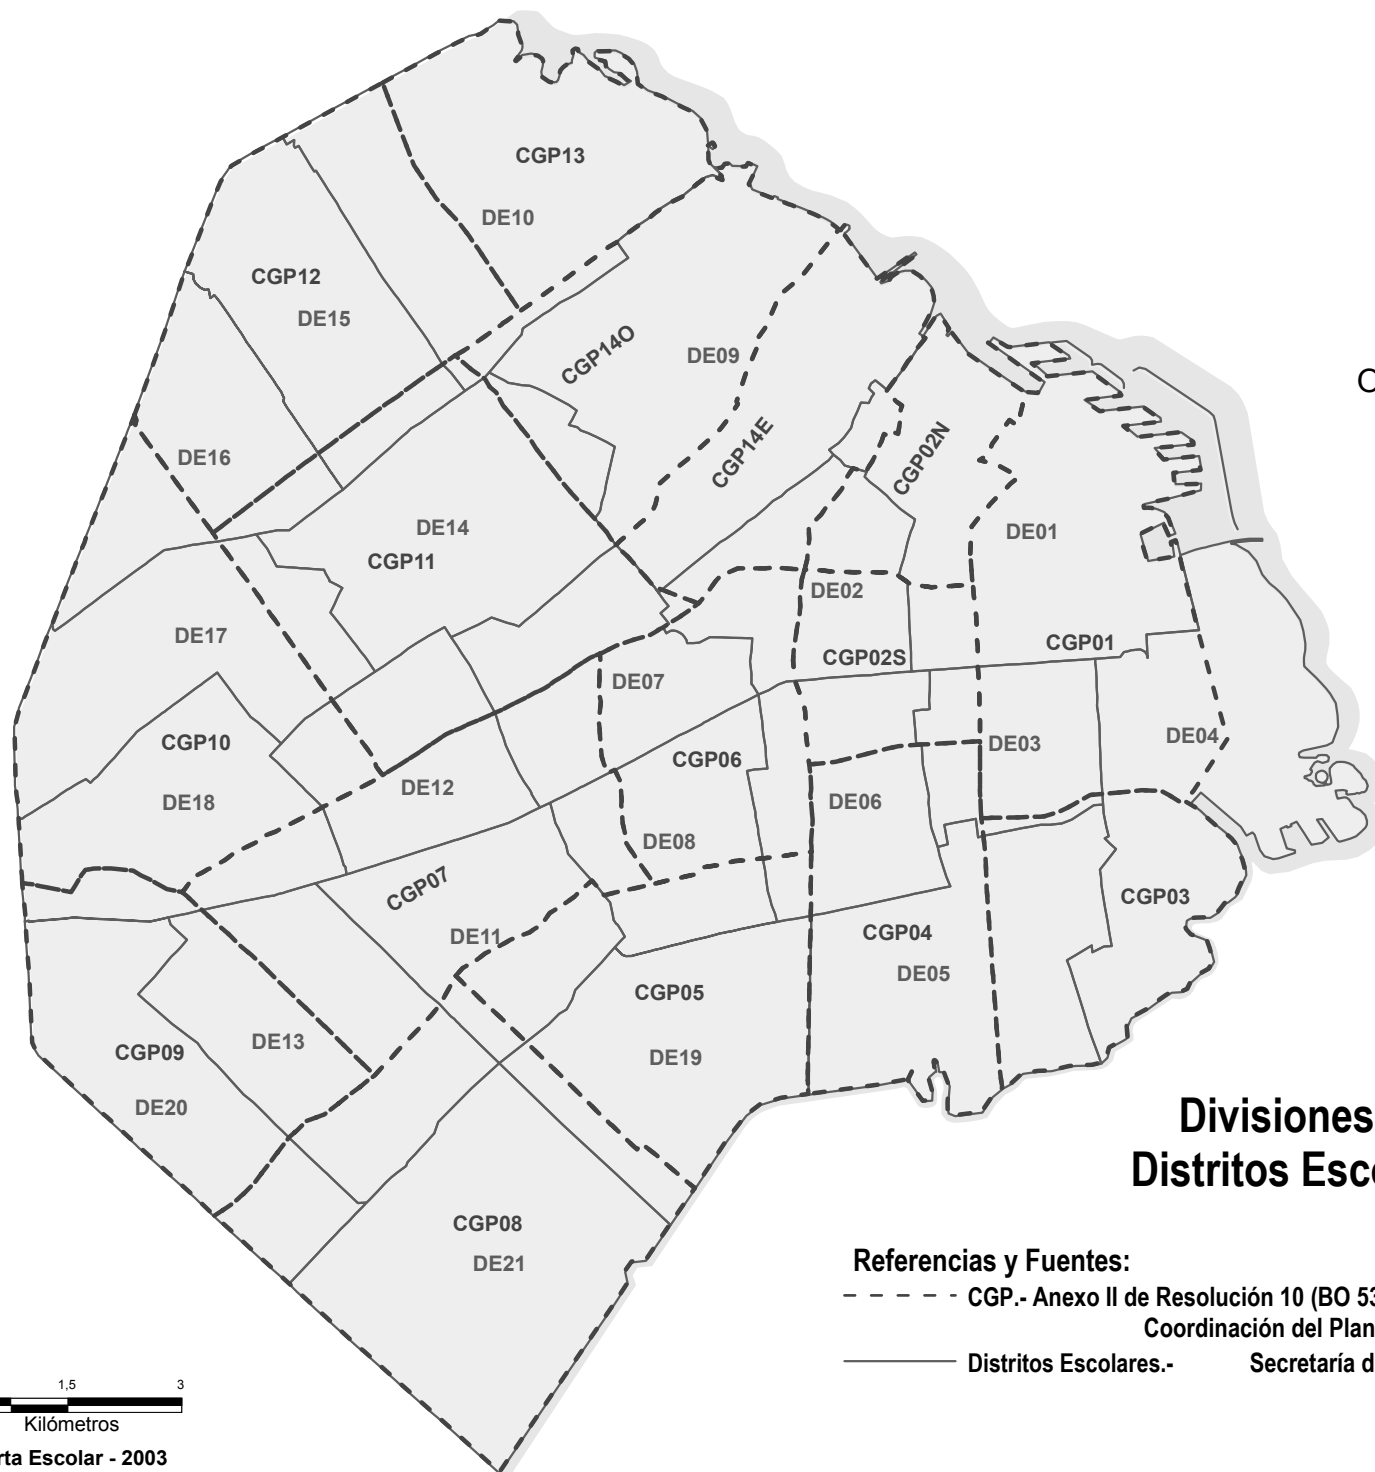 CGP13
DE10
CGP12
DE15
CGP14O
DE09
C
CGP14E
CGP02N
DE16
DE14
CGP11
DE01
DE02
DE17
CGP02S
CGP01
DE07
CGP10
CGP06
DE03
DE04
DE18
DE12
DE06
DE08
CGP07
CGP03
DE11
CGP04
DE05
CGP05
CGP09
DE13
DE19
DE20
CGP08
DE21
Divisiones
Distritos Esc
Referencias y Fuentes:
CGP.- Anexo II de Resolución 10 (BO 53
Coordinación del Plan
Distritos Escolares.- Secretaría d
1,5 3
Kilómetros
rta Escolar - 2003